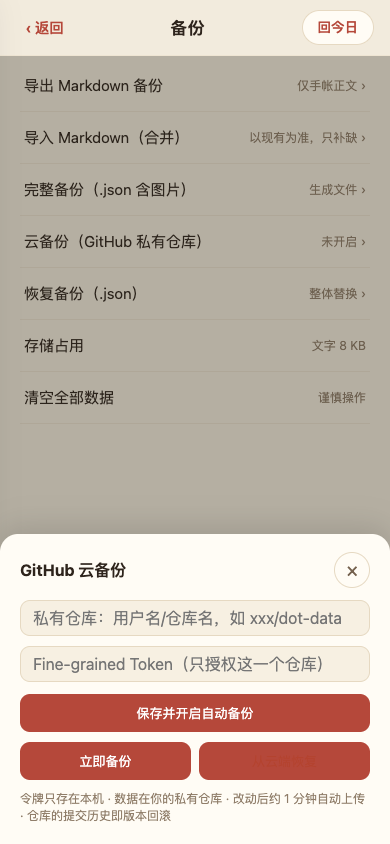 ‹ 返回
备份
回今日
导出 Markdown 备份
仅手帐正文 ›
导入 Markdown（合并）
以现有为准，只补缺 ›
完整备份（.json 含图片）
生成文件 ›
云备份（GitHub 私有仓库）
未开启 ›
恢复备份（.json）
整体替换 ›
存储占用
文字 8 KB
清空全部数据
谨慎操作
GitHub 云备份
×
私有仓库：用户名/仓库名，如 xxx/dot-data
Fine-grained Token（只授权这一个仓库）
保存并开启自动备份
立即备份
令牌只存在本机 · 数据在你的私有仓库 · 改动后约 1 分钟自动上传
· 仓库的提交历史即版本回滚